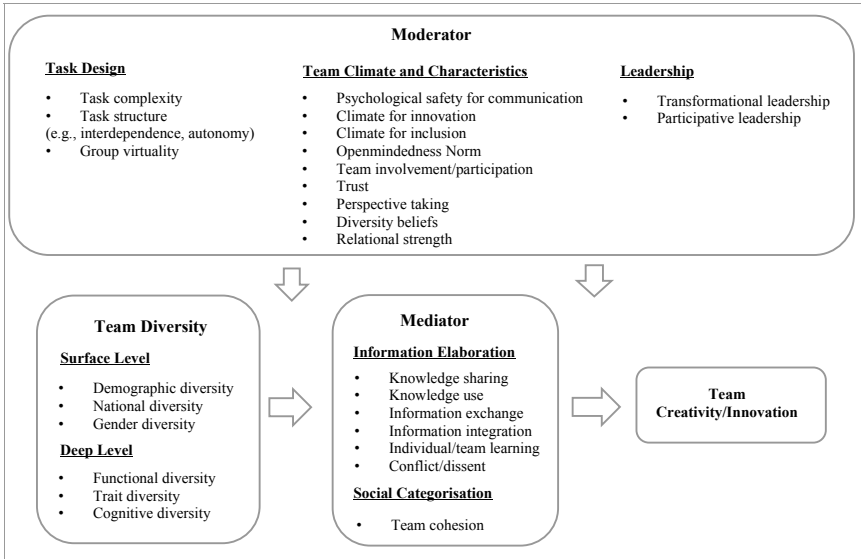 Moderator
Task Design
• Task complexity
• Task structure
(e.g., interdependence, autonomy)
• Group virtuality
Team Climate and Characteristics
• Psychological safety for communication
• Climate for innovation
• Climate for inclusion
• Openmindedness Norm
• Team involvement/participation
• Trust
• Perspective taking
• Diversity beliefs
• Relational strength
Leadership
• Transformational leadership
• Participative leadership
Team Diversity
Surface Level
• Demographic diversity
• National diversity
• Gender diversity
Deep Level
• Functional diversity
• Trait diversity
• Cognitive diversity
Mediator
Information Elaboration
• Knowledge sharing
• Knowledge use
• Information exchange
• Information integration
• Individual/team learning
• Conflict/dissent
Social Categorisation
• Team cohesion
Team
Creativity/Innovation